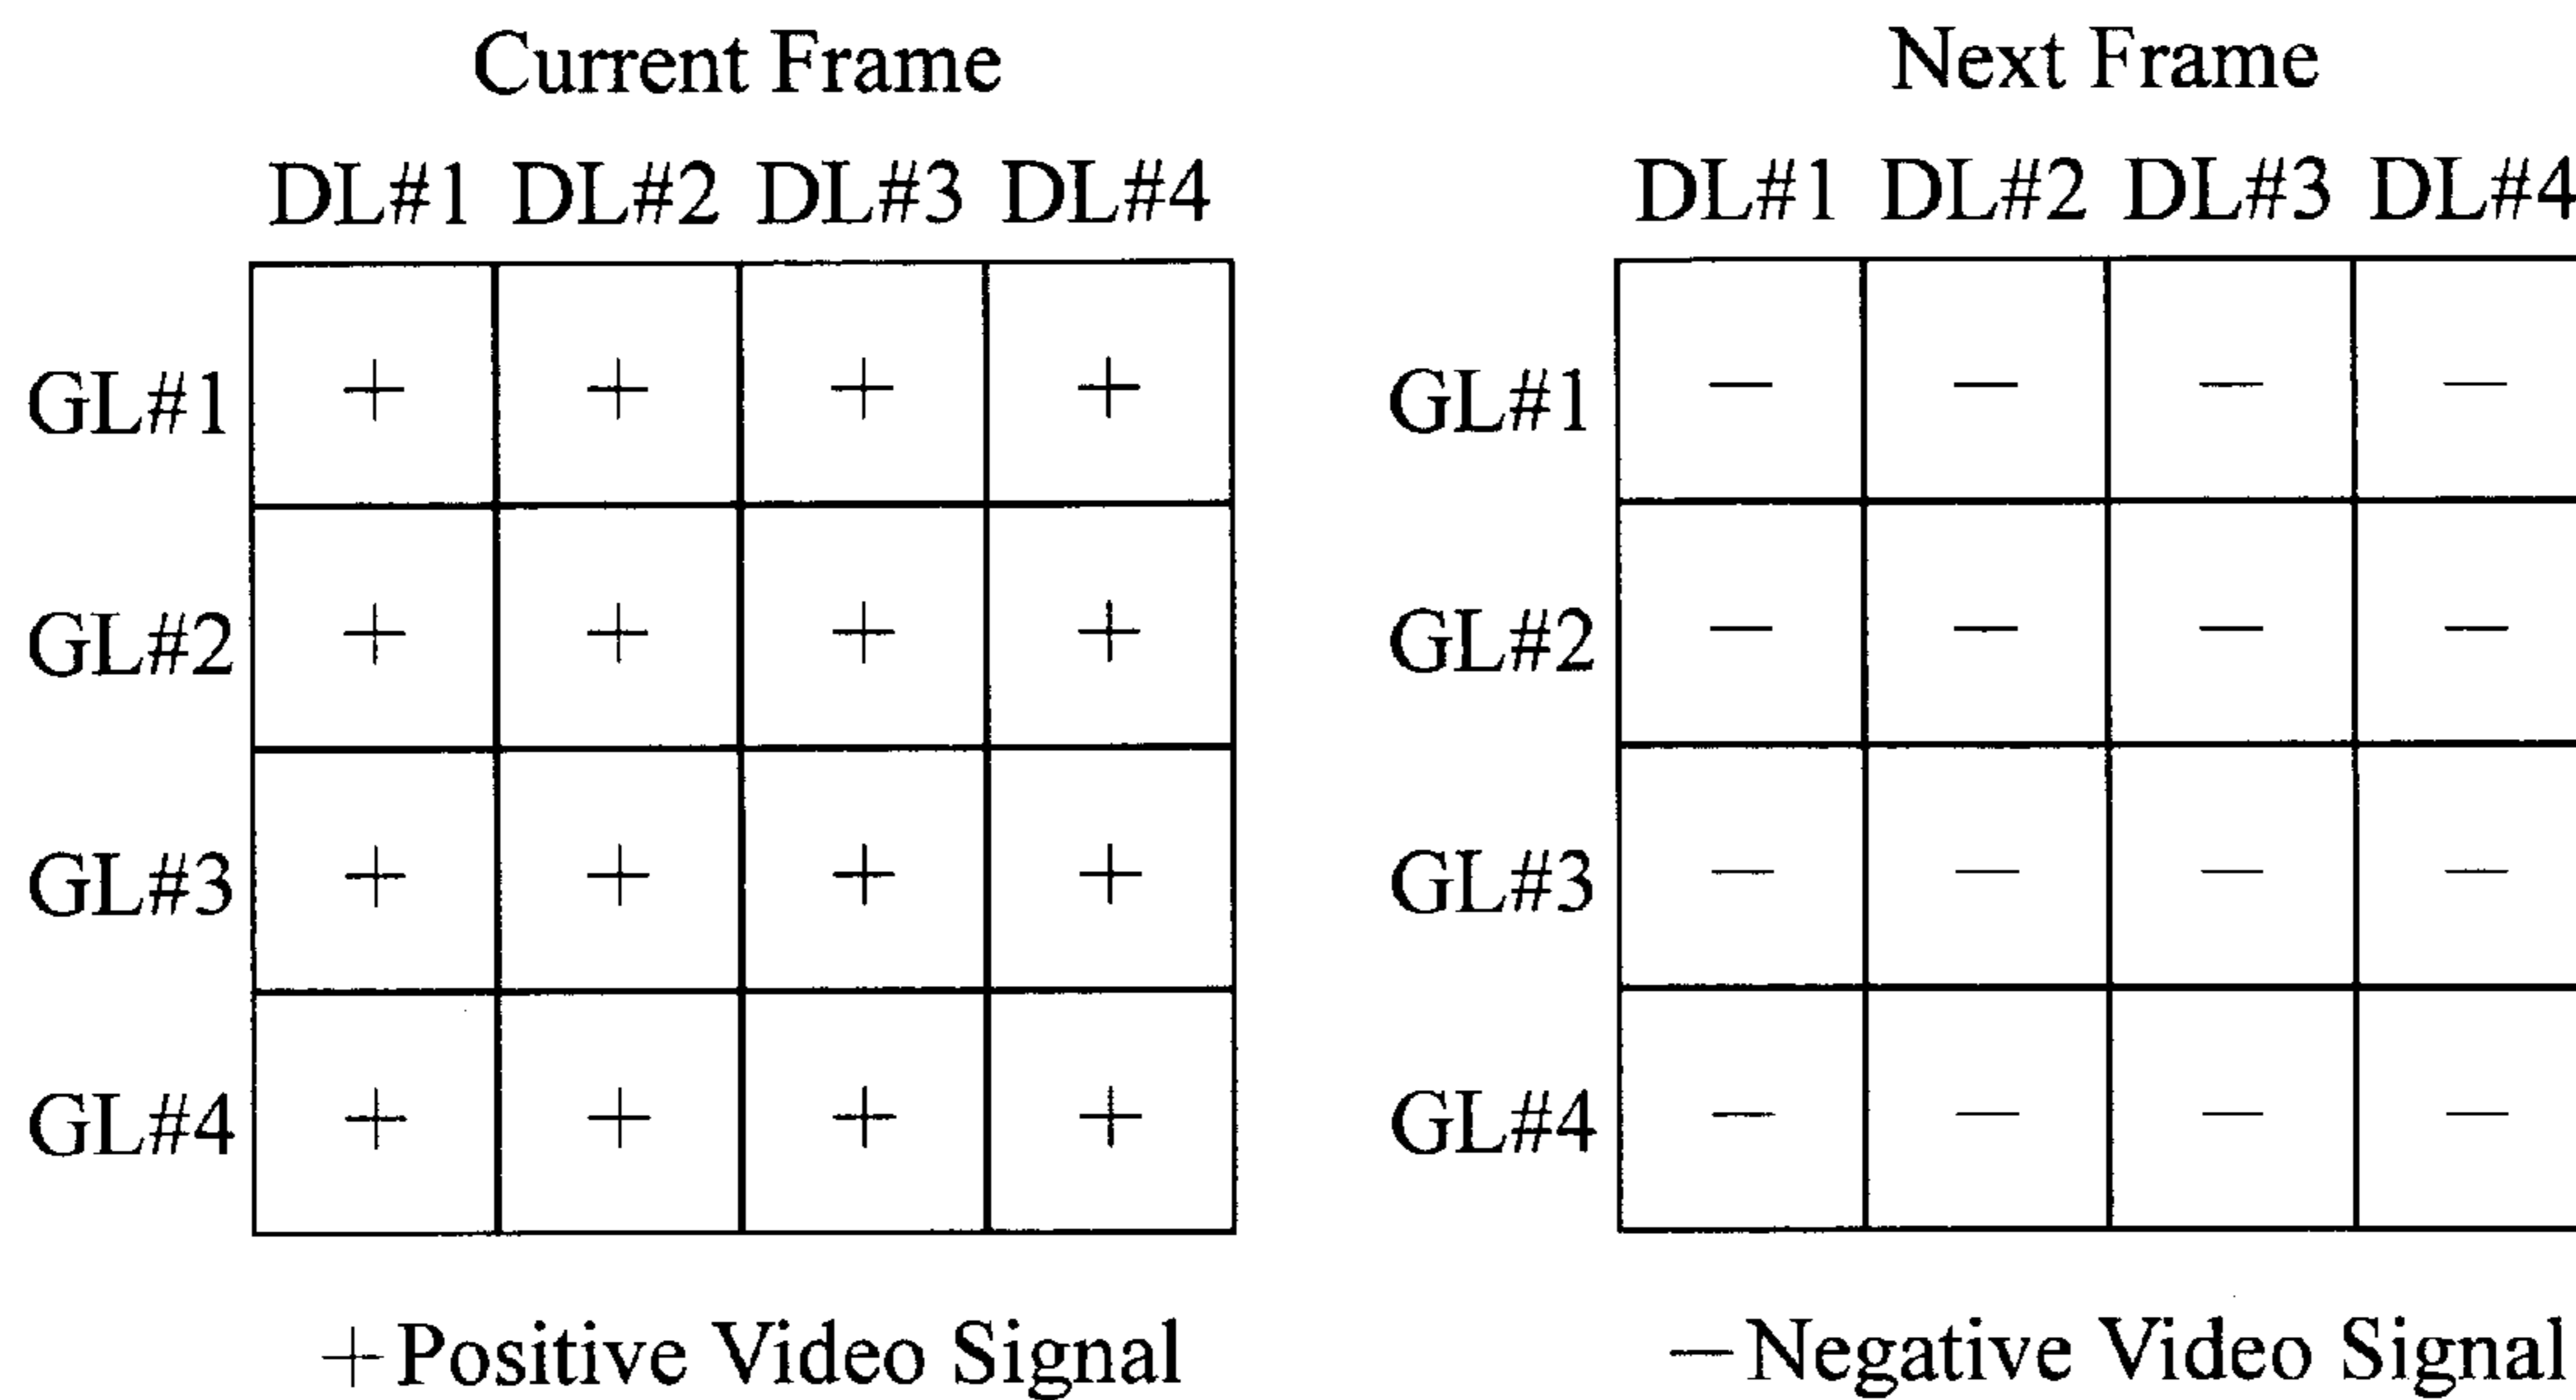 Current Frame
DL#1 DL#2 DL#3 DL#4
GL#1 + + + +
GL#2 + + + +
GL#3 + + + +
GL#4 + + + +
+ Positive Video Signal
Next Frame
DL#1 DL#2 DL#3 DL#4
GL#1 − − − −
GL#2 − − − −
GL#3 − − − −
GL#4 − − − −
− Negative Video Signal